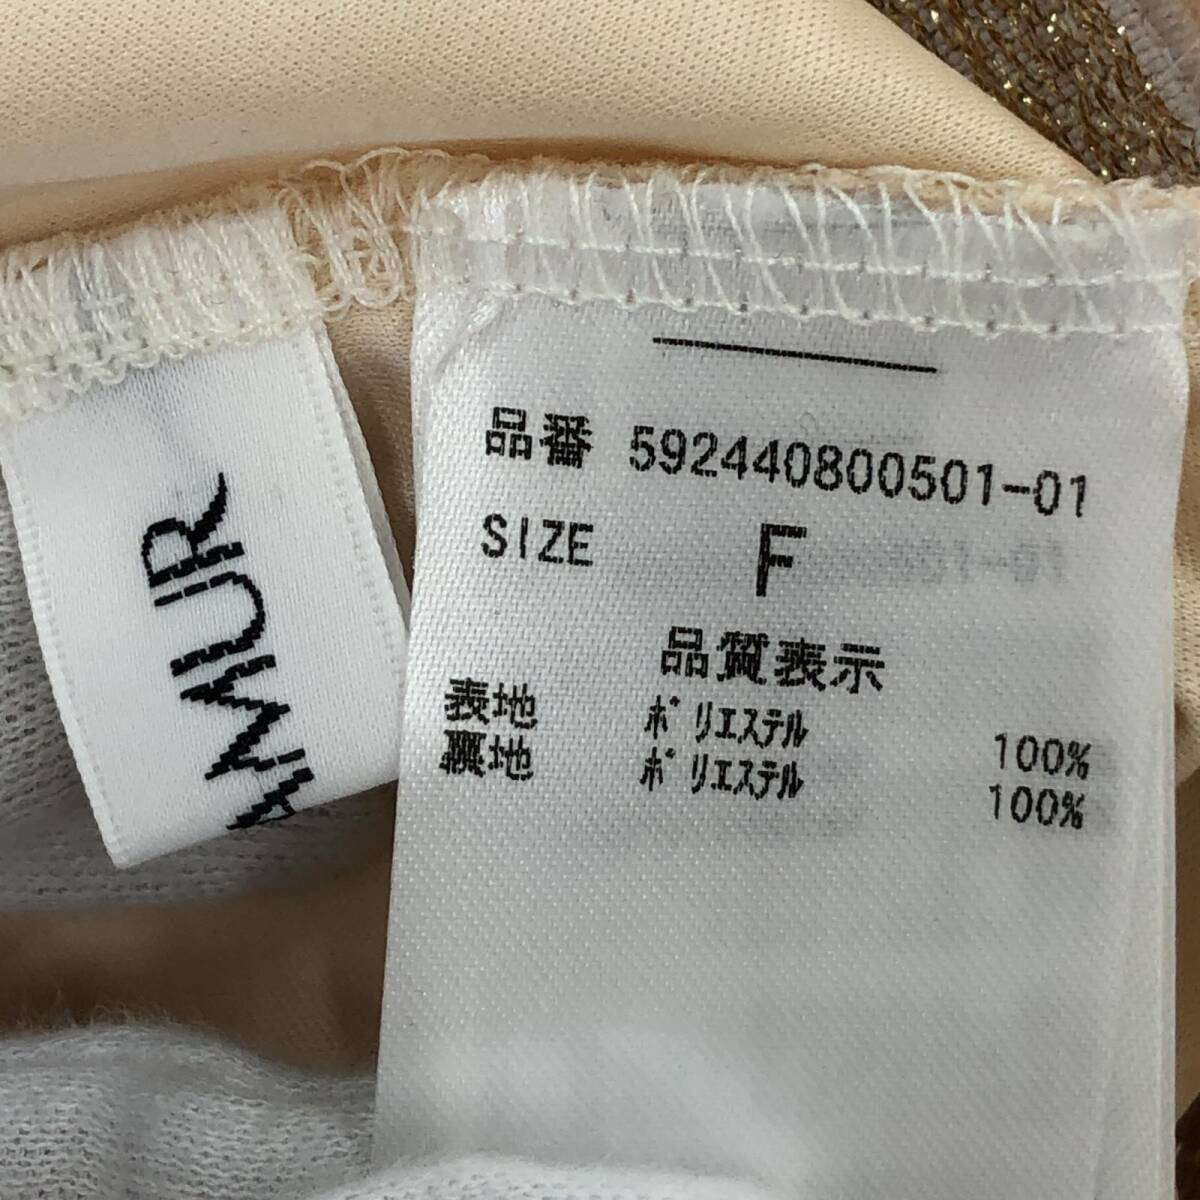 MUR
品番 592440800501-01
SIZE F
品質表示
表地 ポリエステル 100%
裏地 ポリエステル 100%